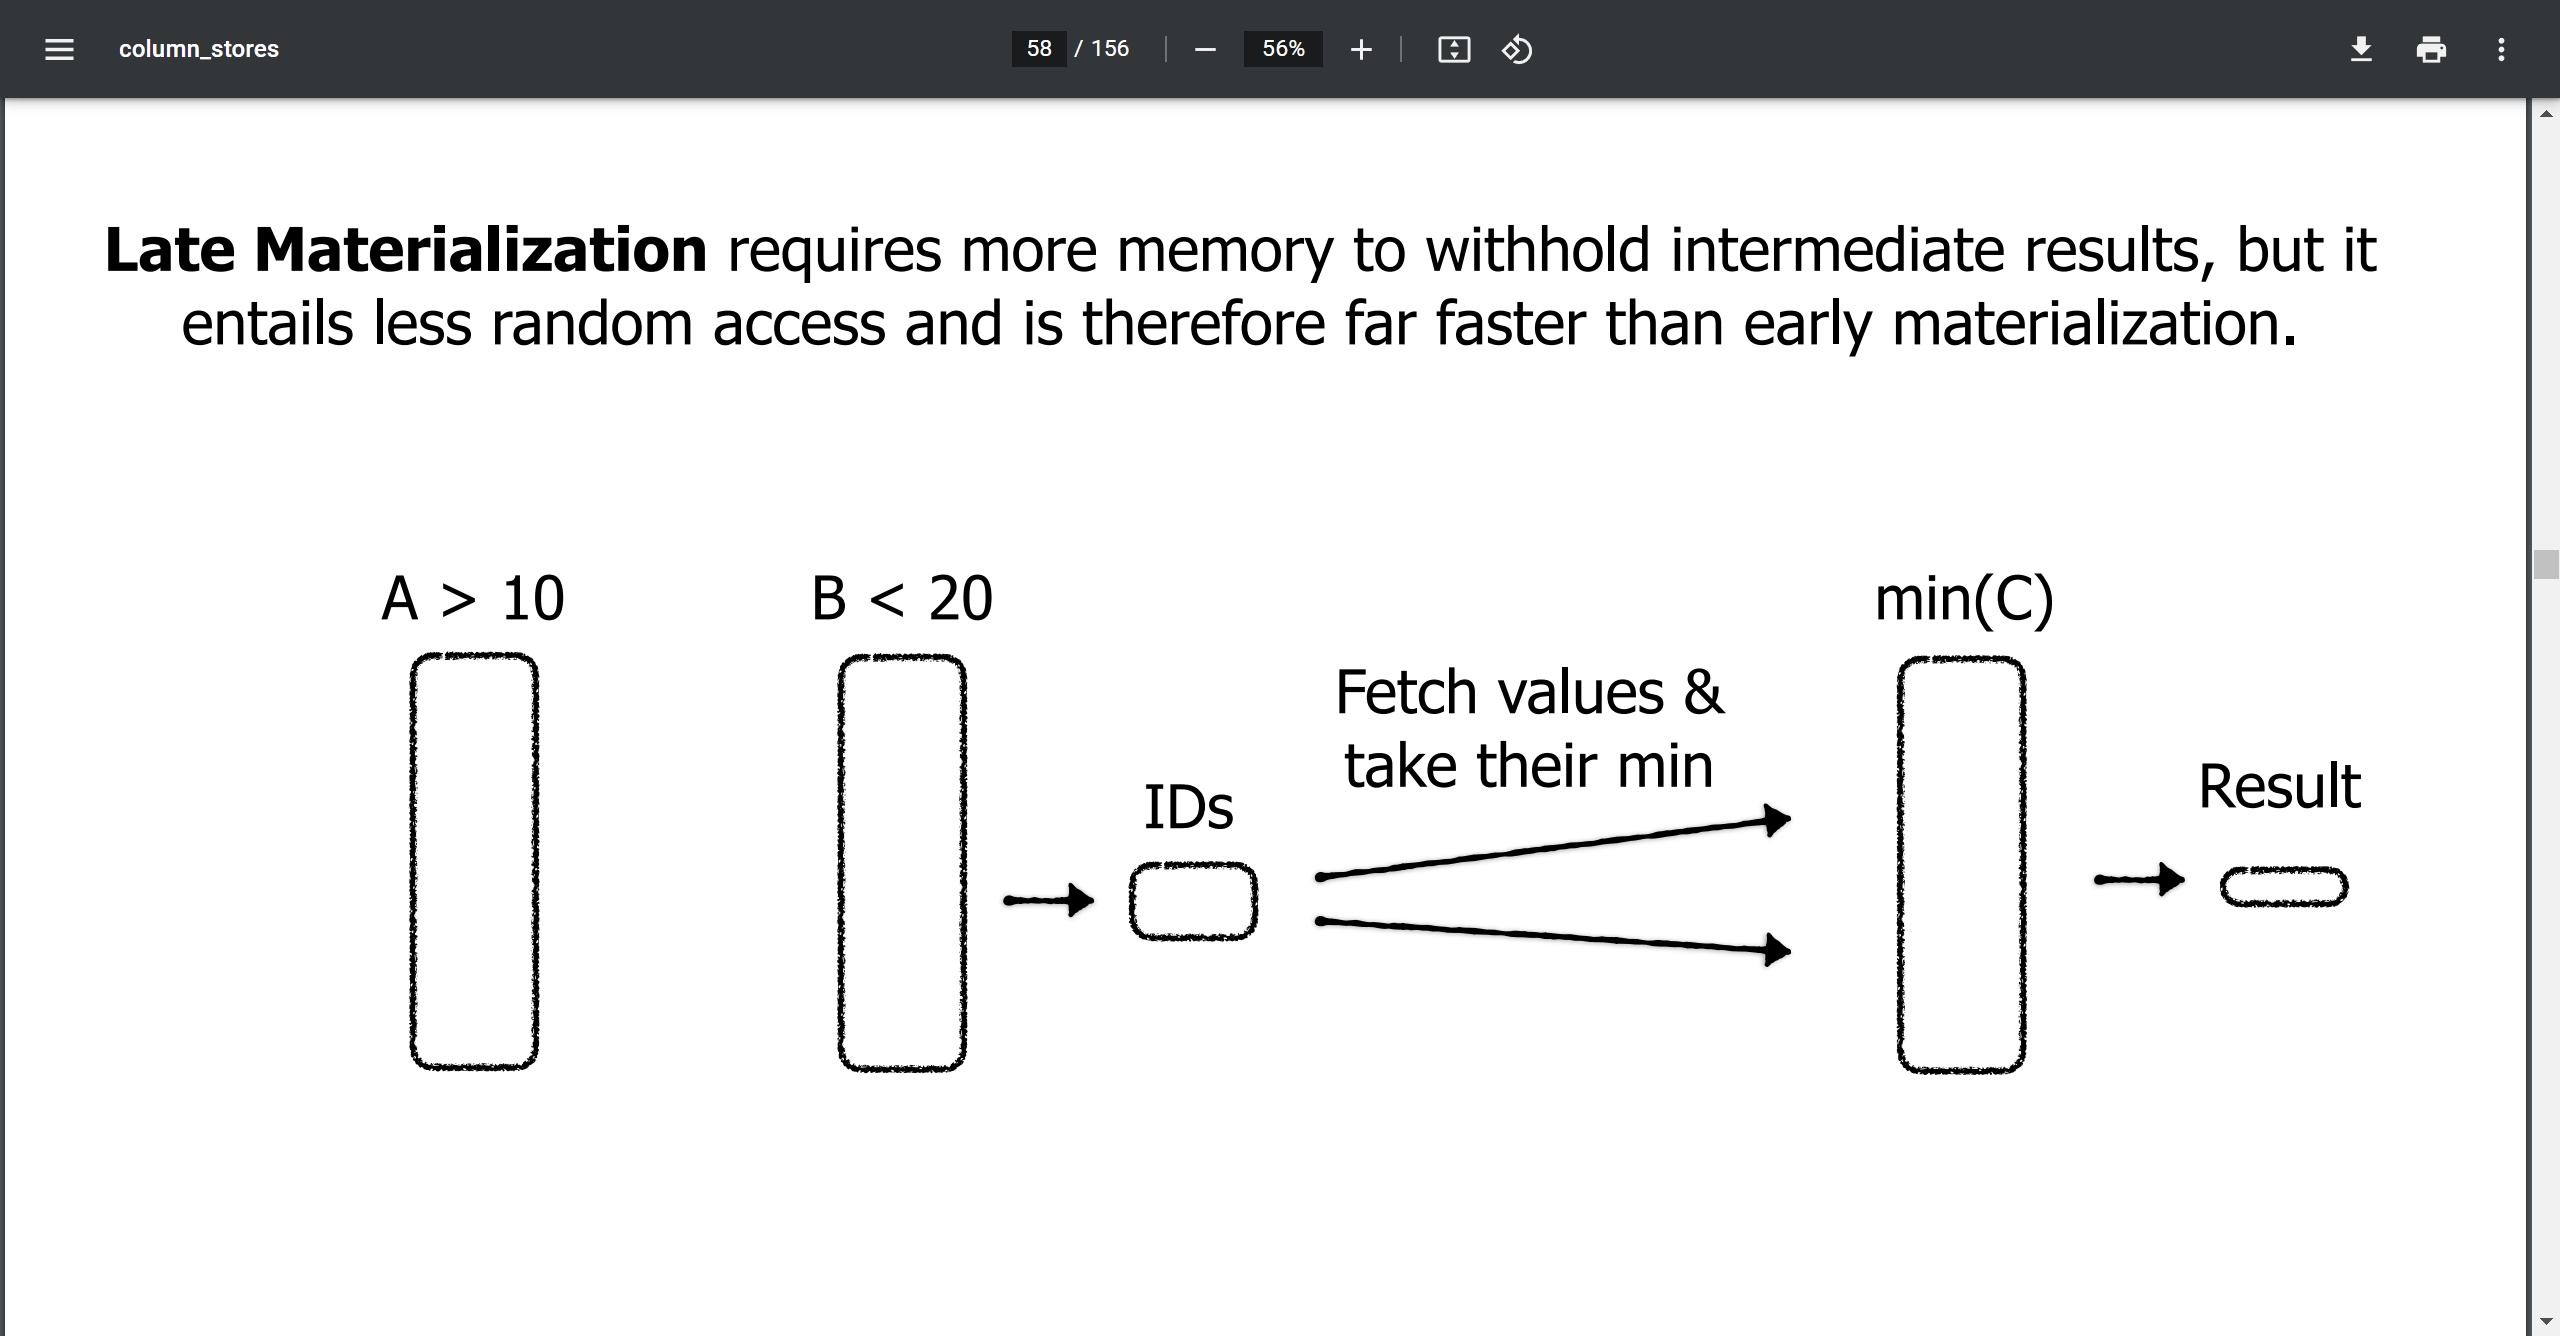 column_stores
58 / 156
56%
Late Materialization requires more memory to withhold intermediate results, but it
entails less random access and is therefore far faster than early materialization.
A > 10
B < 20
min(C)
Fetch values &
take their min
IDs
Result